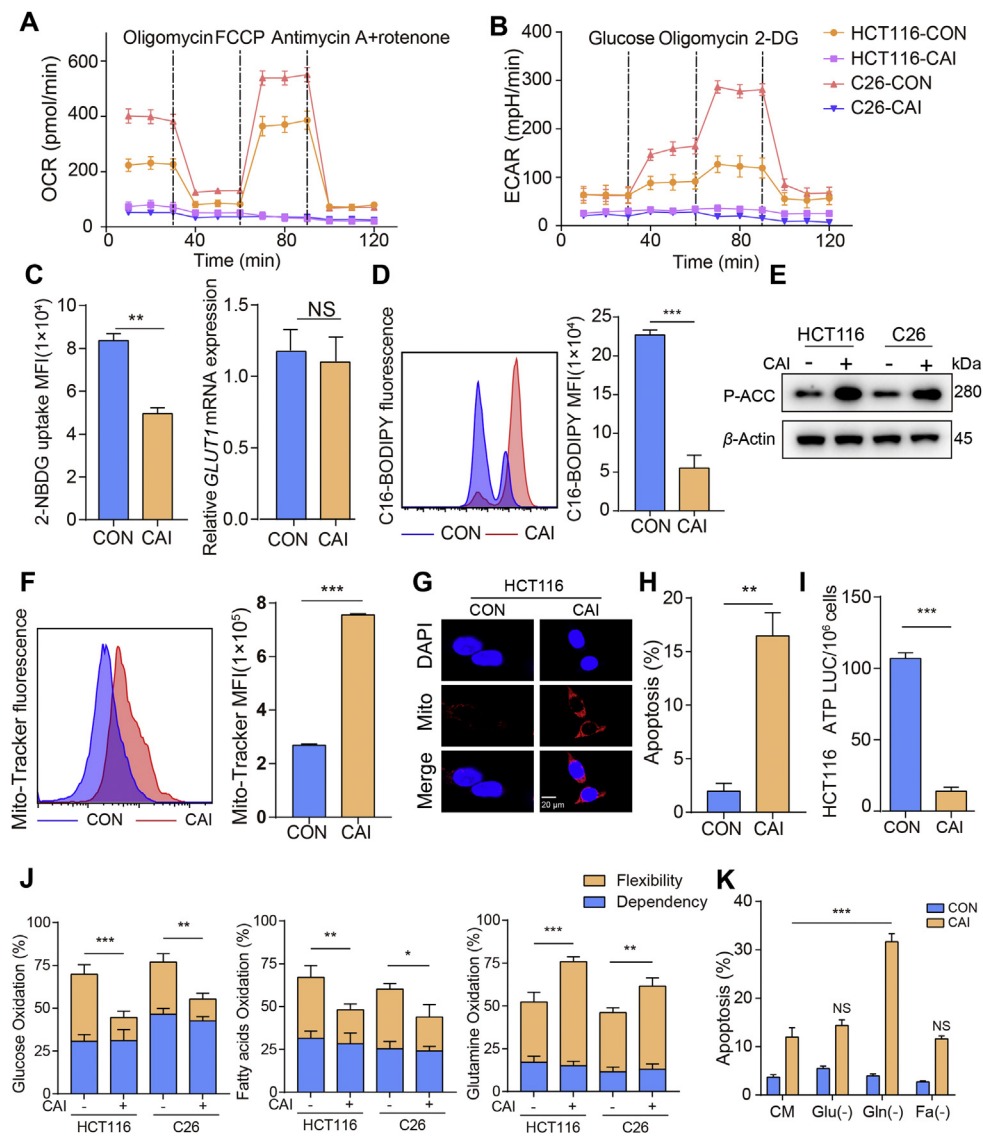 A
Oligomycin FCCP Antimycin A+rotenone
OCR (pmol/min)
600
400
200
0
0 40 80 120
Time (min)
B
Glucose Oligomycin 2-DG
ECAR (mpH/min)
400
300
200
100
0
0 40 80 120
Time (min)
HCT116-CON
HCT116-CAI
C26-CON
C26-CAI
C
2-NBDG uptake MFI(1×10⁴)
10
8
6
4
2
0
**
CON CAI
Relative GLUT1 mRNA expression
1.5
1.0
0.5
0.0
NS
CON CAI
D
C16-BODIPY fluorescence
CON CAI
C16-BODIPY MFI(1×10⁴)
25
20
15
10
5
0
***
CON CAI
E
HCT116 C26
CAI - + - + kDa
P-ACC 280
β-Actin 45
F
Mito-Tracker fluorescence
CON CAI
Mito-Tracker MFI(1×10⁵)
8
6
4
2
0
***
CON CAI
G
HCT116
CON CAI
DAPI
Mito
Merge
20 μm
H
Apoptosis (%)
20
15
10
5
0
**
CON CAI
I
HCT116 ATP LUC/10⁶ cells
150
100
50
0
***
CON CAI
J
Flexibility
Dependency
Glucose Oxidation (%)
100
75
50
25
0
*** **
CAI - + - +
HCT116 C26
Fatty acids Oxidation (%)
100
75
50
25
0
** *
CAI - + - +
HCT116 C26
Glutamine Oxidation (%)
100
75
50
25
0
*** **
CAI - + - +
HCT116 C26
K
CON
CAI
Apoptosis (%)
40
30
20
10
0
***
NS
NS
CM Glu(-) Gln(-) Fa(-)